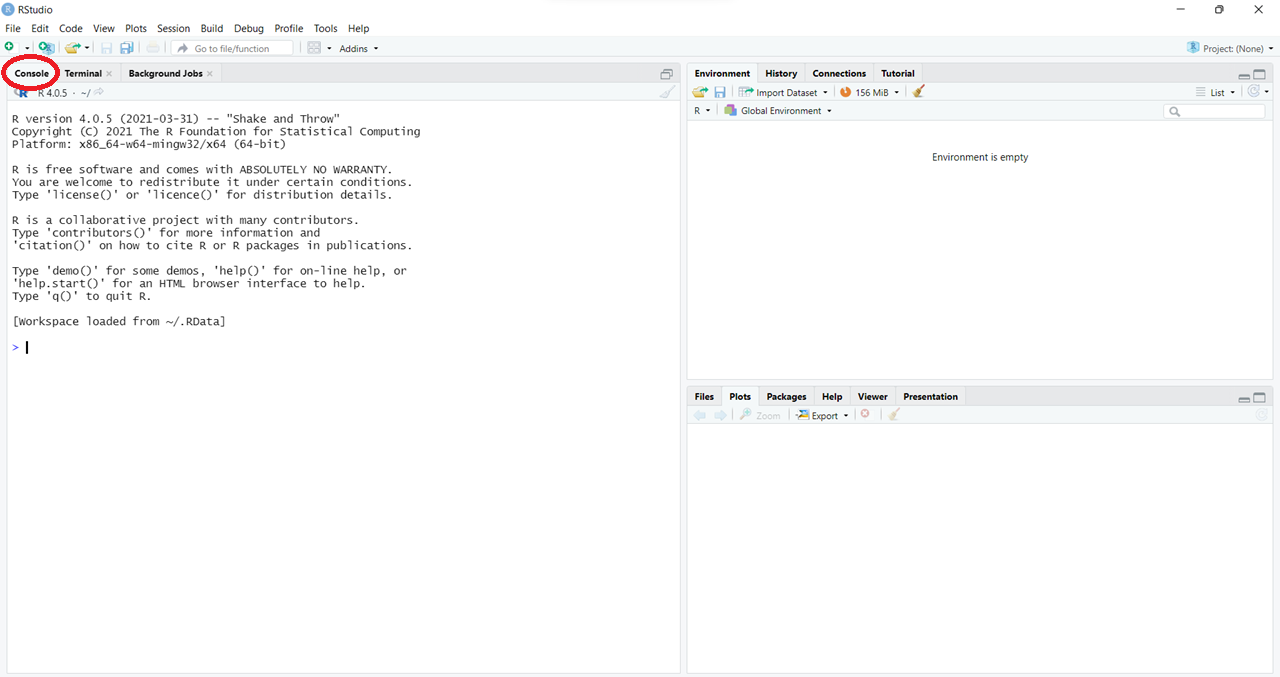 RStudio
File Edit Code View Plots Session Build Debug Profile Tools Help
Go to file/function Addins Project: (None)
Console Terminal Background Jobs
R 4.0.5 · ~/
R version 4.0.5 (2021-03-31) -- "Shake and Throw"
Copyright (C) 2021 The R Foundation for Statistical Computing
Platform: x86_64-w64-mingw32/x64 (64-bit)
R is free software and comes with ABSOLUTELY NO WARRANTY.
You are welcome to redistribute it under certain conditions.
Type 'license()' or 'licence()' for distribution details.
R is a collaborative project with many contributors.
Type 'contributors()' for more information and
'citation()' on how to cite R or R packages in publications.
Type 'demo()' for some demos, 'help()' for on-line help, or
'help.start()' for an HTML browser interface to help.
Type 'q()' to quit R.
[Workspace loaded from ~/.RData]
>
Environment History Connections Tutorial
Import Dataset 156 MiB List
R Global Environment
Environment is empty
Files Plots Packages Help Viewer Presentation
Zoom Export